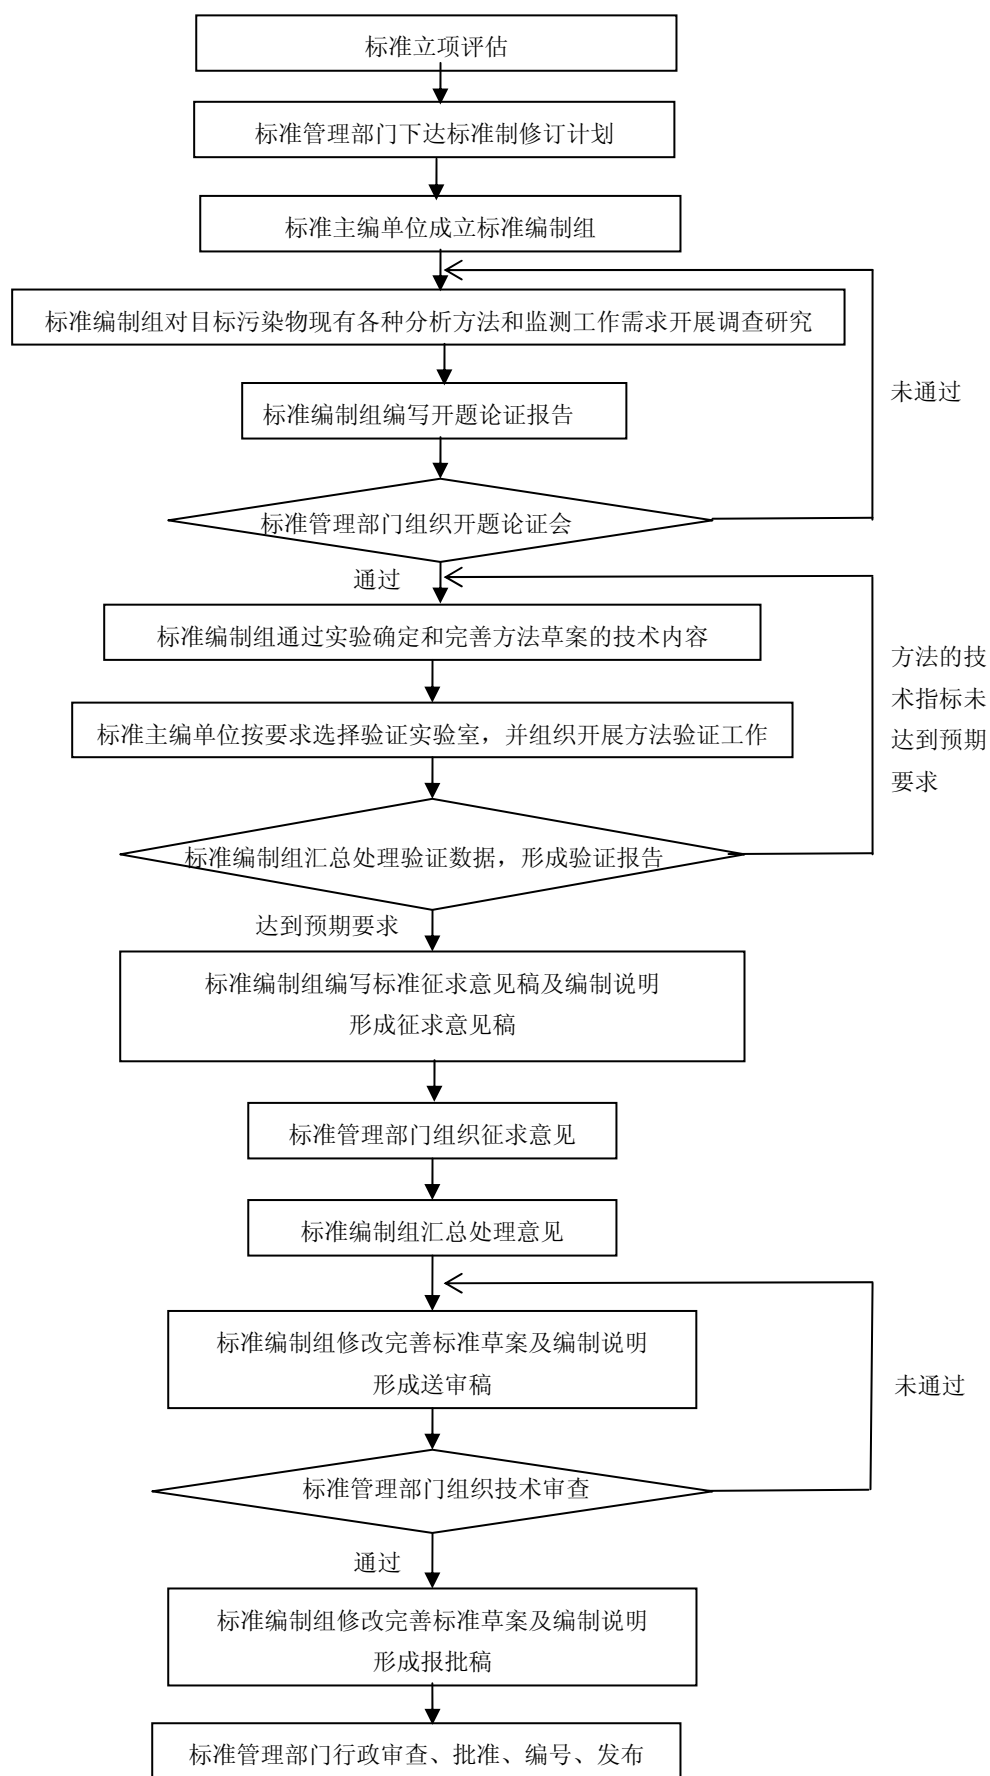 标准立项评估
标准管理部门下达标准制修订计划
标准主编单位成立标准编制组
标准编制组对目标污染物现有各种分析方法和监测工作需求开展调查研究
未通过
标准编制组编写开题论证报告
标准管理部门组织开题论证会
通过
标准编制组通过实验确定和完善方法草案的技术内容
方法的技
术指标未
达到预期
要求
标准主编单位按要求选择验证实验室，并组织开展方法验证工作
标准编制组汇总处理验证数据，形成验证报告
达到预期要求
标准编制组编写标准征求意见稿及编制说明
形成征求意见稿
标准管理部门组织征求意见
标准编制组汇总处理意见
标准编制组修改完善标准草案及编制说明
形成送审稿
未通过
标准管理部门组织技术审查
通过
标准编制组修改完善标准草案及编制说明
形成报批稿
标准管理部门行政审查、批准、编号、发布